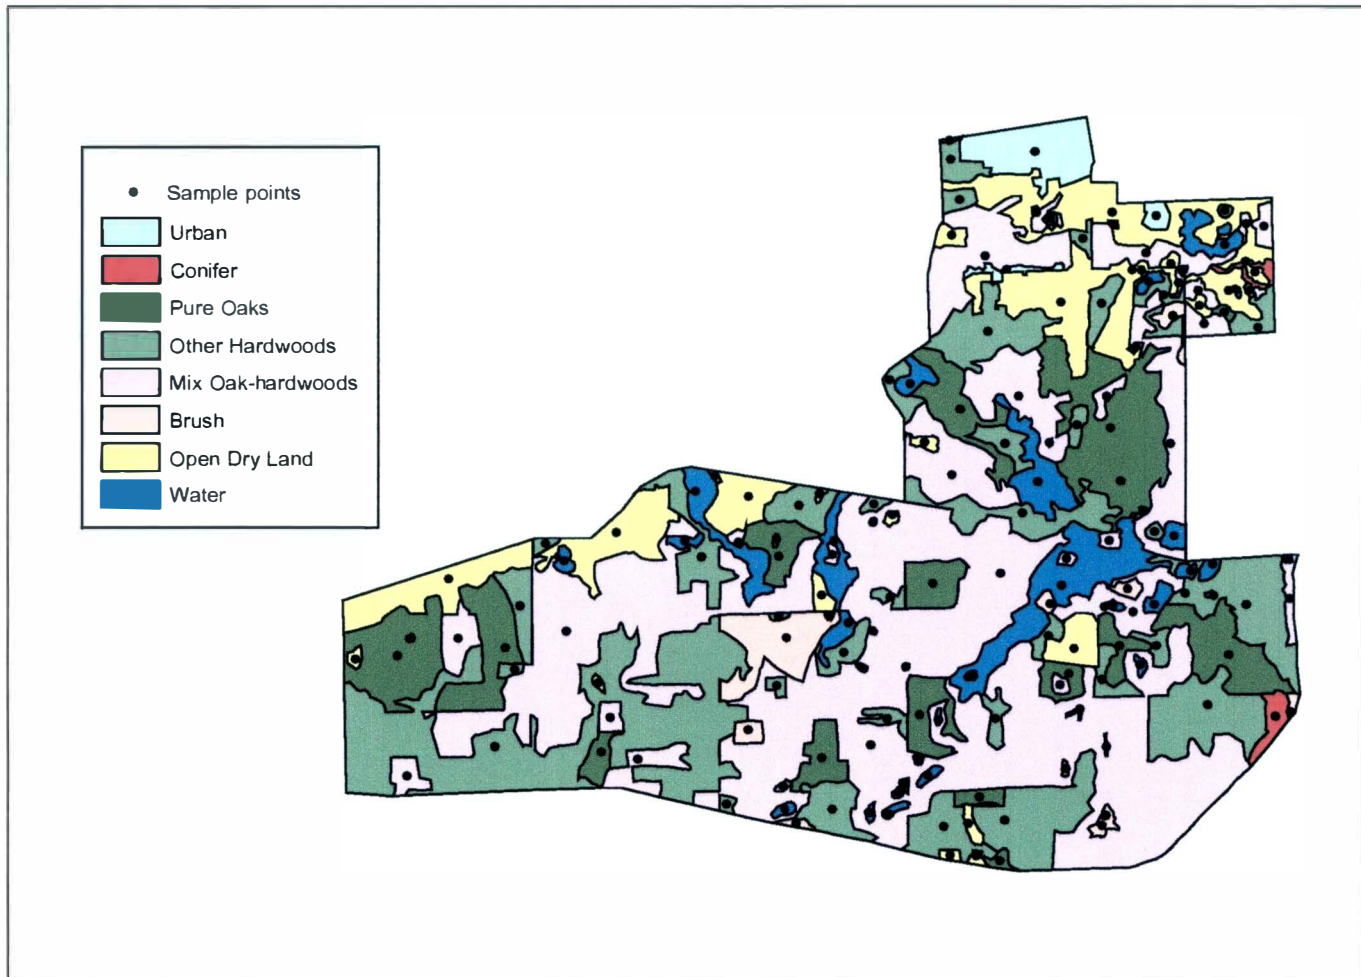 Sample points
Urban
Conifer
Pure Oaks
Other Hardwoods
Mix Oak-hardwoods
Brush
Open Dry Land
Water